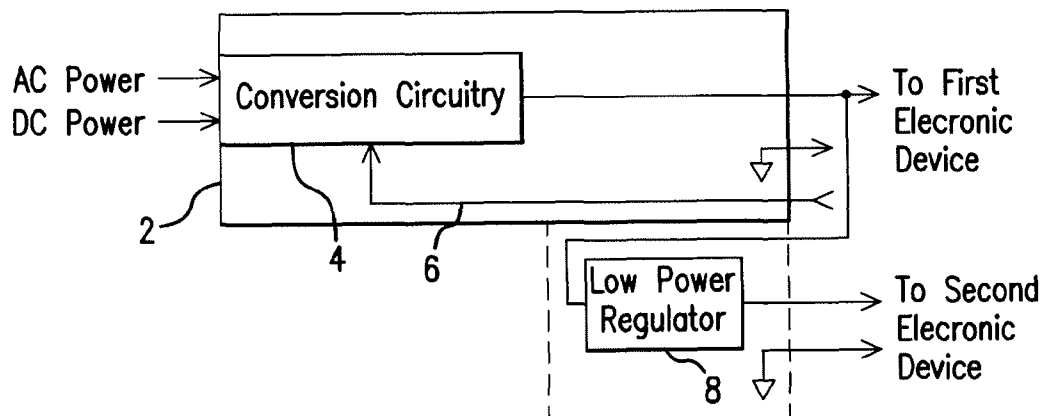 AC Power
DC Power
Conversion Circuitry
To First
Elecronic
Device
2
4
6
Low Power
Regulator
8
To Second
Elecronic
Device